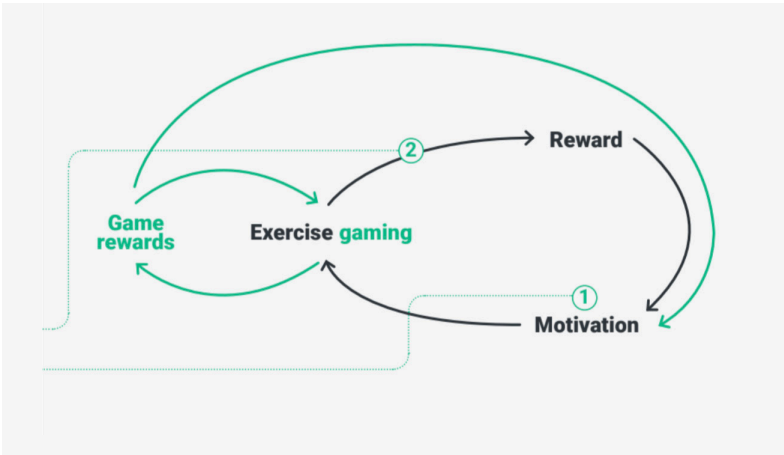 2
Reward
Game
rewards
Exercise gaming
1
Motivation